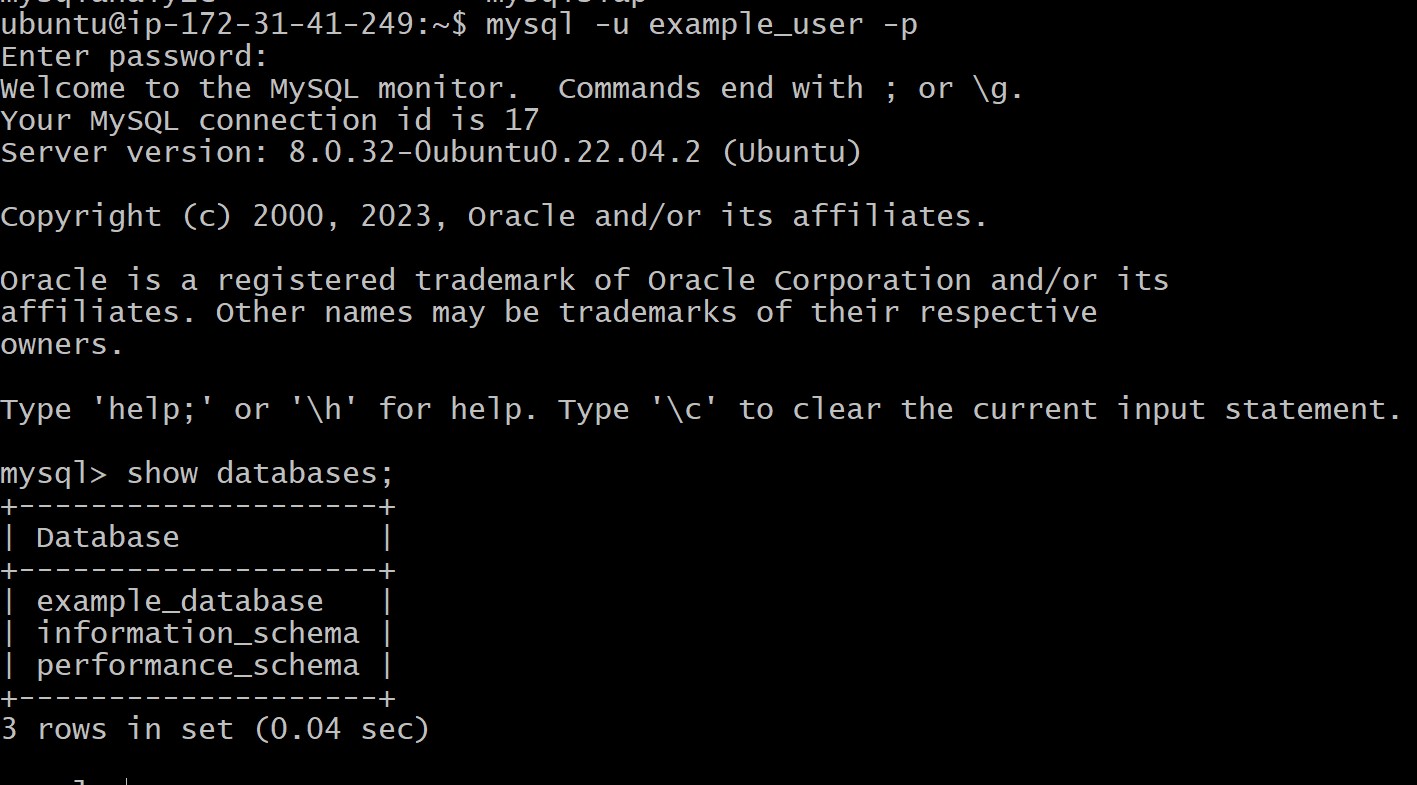 ubuntu@ip-172-31-41-249:~$ mysql -u example_user -p
Enter password:
Welcome to the MySQL monitor.  Commands end with ; or \g.
Your MySQL connection id is 17
Server version: 8.0.32-0ubuntu0.22.04.2 (Ubuntu)
Copyright (c) 2000, 2023, Oracle and/or its affiliates.
Oracle is a registered trademark of Oracle Corporation and/or its
affiliates. Other names may be trademarks of their respective
owners.
Type 'help;' or '\h' for help. Type '\c' to clear the current input statement.
mysql> show databases;
+--------------------+
| Database           |
+--------------------+
| example_database   |
| information_schema |
| performance_schema |
+--------------------+
3 rows in set (0.04 sec)